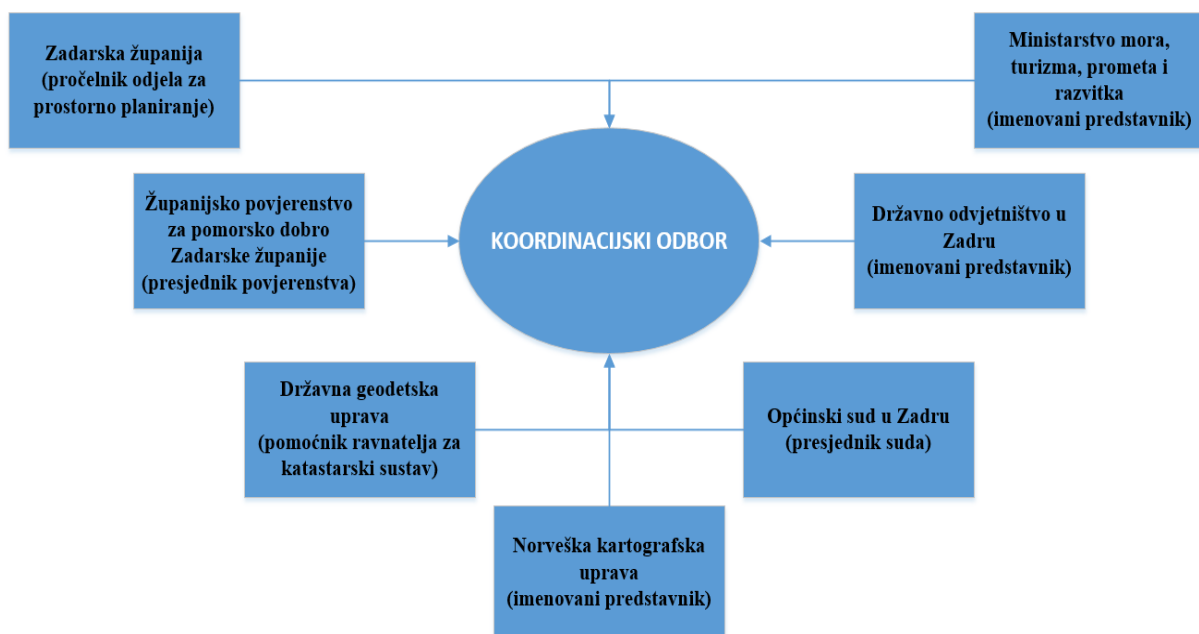 Zadarska županija
(pročelnik odjela za
prostorno planiranje)
Ministarstvo mora,
turizma, prometa i
razvitka
(imenovani predstavnik)
Županijsko povjerenstvo
za pomorsko dobro
Zadarske županije
(presjednik povjerenstva)
KOORDINACIJSKI ODBOR
Državno odvjetništvo u
Zadru
(imenovani predstavnik)
Državna geodetska
uprava
(pomoćnik ravnatelja za
katastarski sustav)
Općinski sud u Zadru
(presjednik suda)
Norveška kartografska
uprava
(imenovani predstavnik)